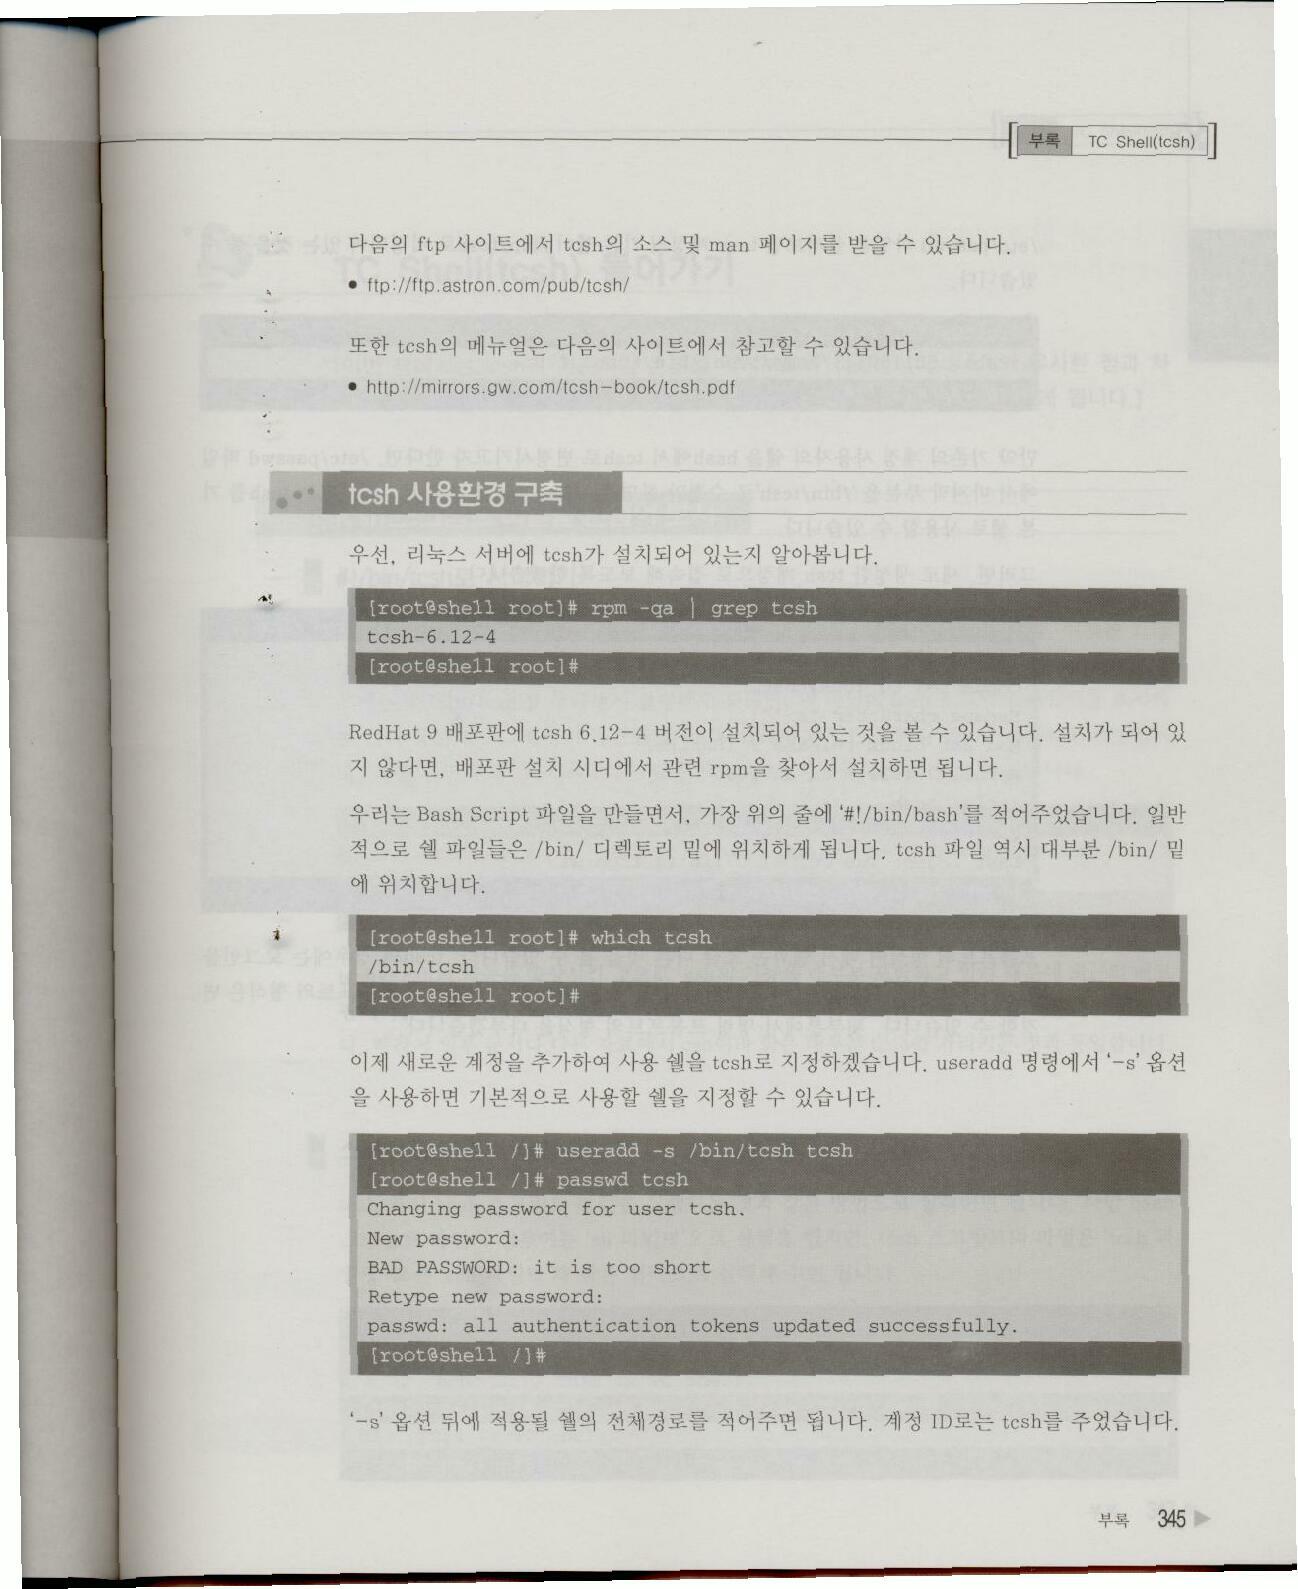 부록 TC Shell(tcsh)
다음의 ftp 사이트에서 tcsh의 소스 및 man 페이지를 받을 수 있습니다.
• ftp://ftp.astron.com/pub/tcsh/
또한 tcsh의 메뉴얼은 다음의 사이트에서 참고할 수 있습니다.
• http://mirrors.gw.com/tcsh-book/tcsh.pdf
tcsh 사용환경 구축
우선, 리눅스 서버에 tcsh가 설치되어 있는지 알아봅니다.
[root@shell root]# rpm -qa | grep tcsh
tcsh-6.12-4
[root@shell root]#
RedHat 9 배포판에 tcsh 6.12-4 버전이 설치되어 있는 것을 볼 수 있습니다. 설치가 되어 있
지 않다면, 배포판 설치 시디에서 관련 rpm을 찾아서 설치하면 됩니다.
우리는 Bash Script 파일을 만들면서, 가장 위의 줄에 '#!/bin/bash'를 적어주었습니다. 일반
적으로 쉘 파일들은 /bin/ 디렉토리 밑에 위치하게 됩니다. tcsh 파일 역시 대부분 /bin/ 밑
에 위치합니다.
[root@shell root]# which tcsh
/bin/tcsh
[root@shell root]#
이제 새로운 계정을 추가하여 사용 쉘을 tcsh로 지정하겠습니다. useradd 명령에서 '-s' 옵션
을 사용하면 기본적으로 사용할 쉘을 지정할 수 있습니다.
[root@shell /]# useradd -s /bin/tcsh tcsh
[root@shell /]# passwd tcsh
Changing password for user tcsh.
New password:
BAD PASSWORD: it is too short
Retype new password:
passwd: all authentication tokens updated successfully.
[root@shell /]#
'-s' 옵션 뒤에 적용될 쉘의 전체경로를 적어주면 됩니다. 계정 ID로는 tcsh를 주었습니다.
부록 345